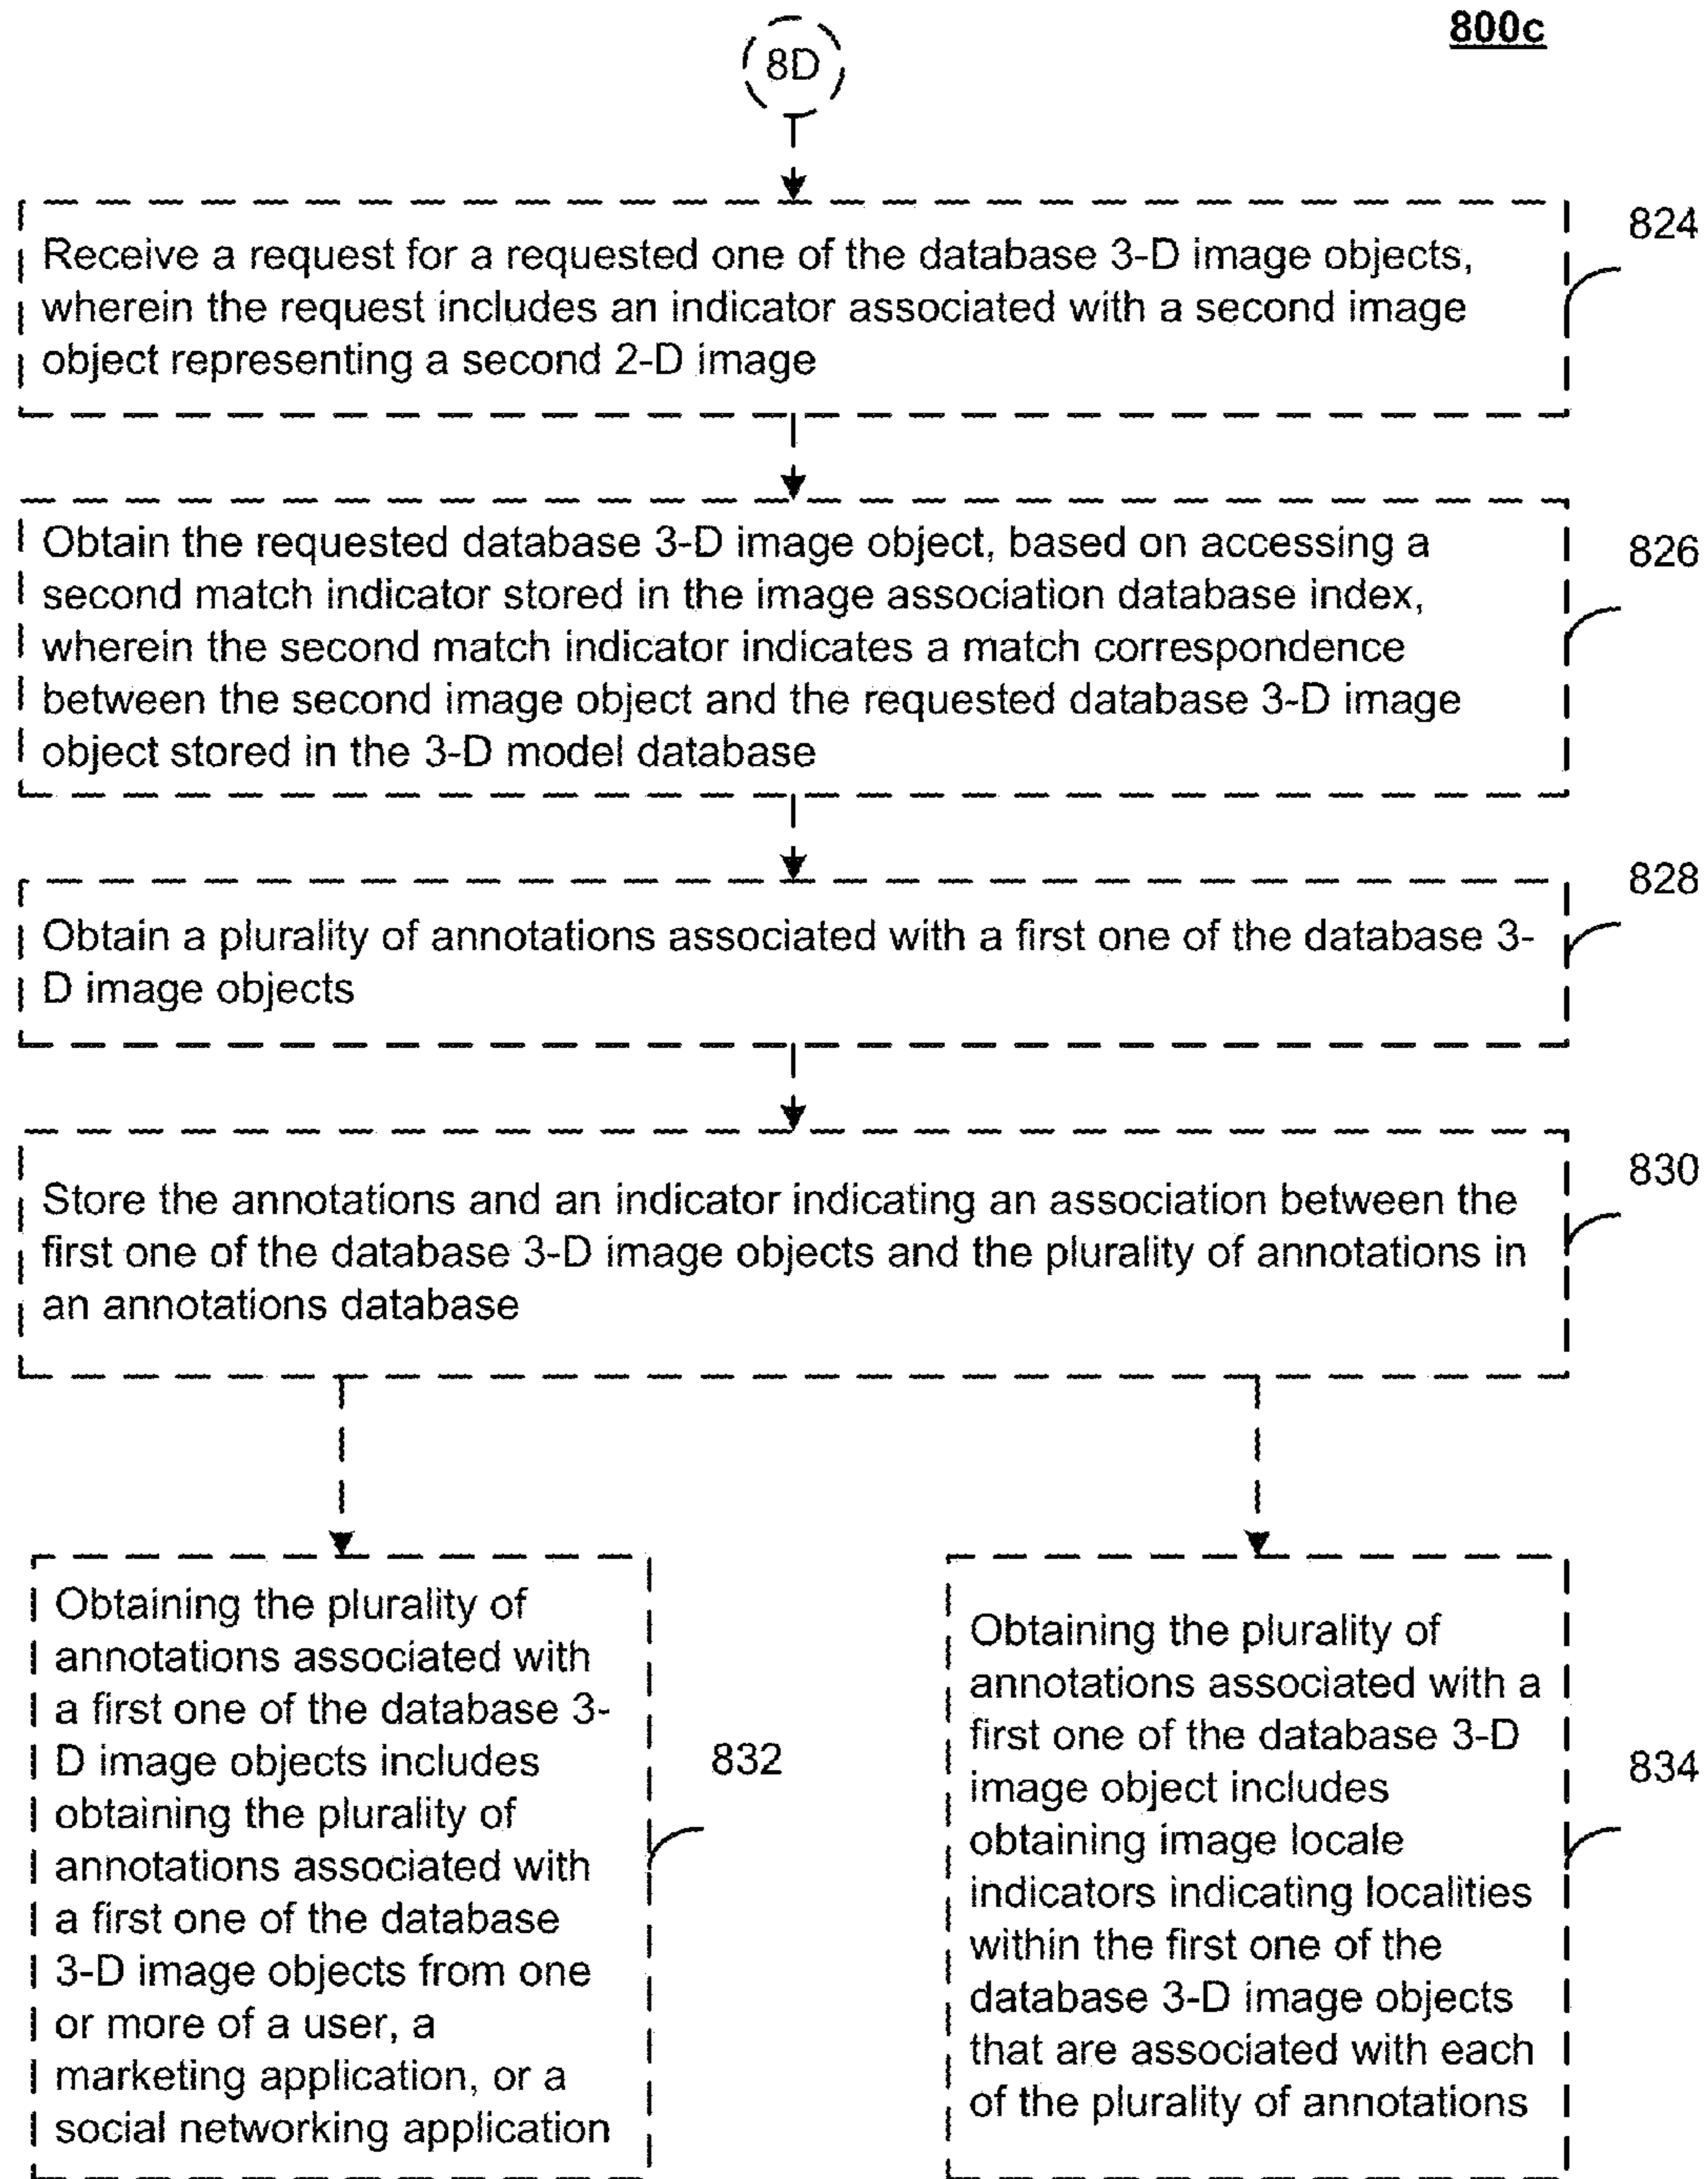 800c
8D
824
Receive a request for a requested one of the database 3-D image objects,
wherein the request includes an indicator associated with a second image
object representing a second 2-D image
826
Obtain the requested database 3-D image object, based on accessing a
second match indicator stored in the image association database index,
wherein the second match indicator indicates a match correspondence
between the second image object and the requested database 3-D image
object stored in the 3-D model database
828
Obtain a plurality of annotations associated with a first one of the database 3-
D image objects
830
Store the annotations and an indicator indicating an association between the
first one of the database 3-D image objects and the plurality of annotations in
an annotations database
Obtaining the plurality of
annotations associated with
a first one of the database 3-
D image objects includes
obtaining the plurality of
annotations associated with
a first one of the database
3-D image objects from one
or more of a user, a
marketing application, or a
social networking application
832
Obtaining the plurality of
annotations associated with a
first one of the database 3-D
image object includes
obtaining image locale
indicators indicating localities
within the first one of the
database 3-D image objects
that are associated with each
of the plurality of annotations
834